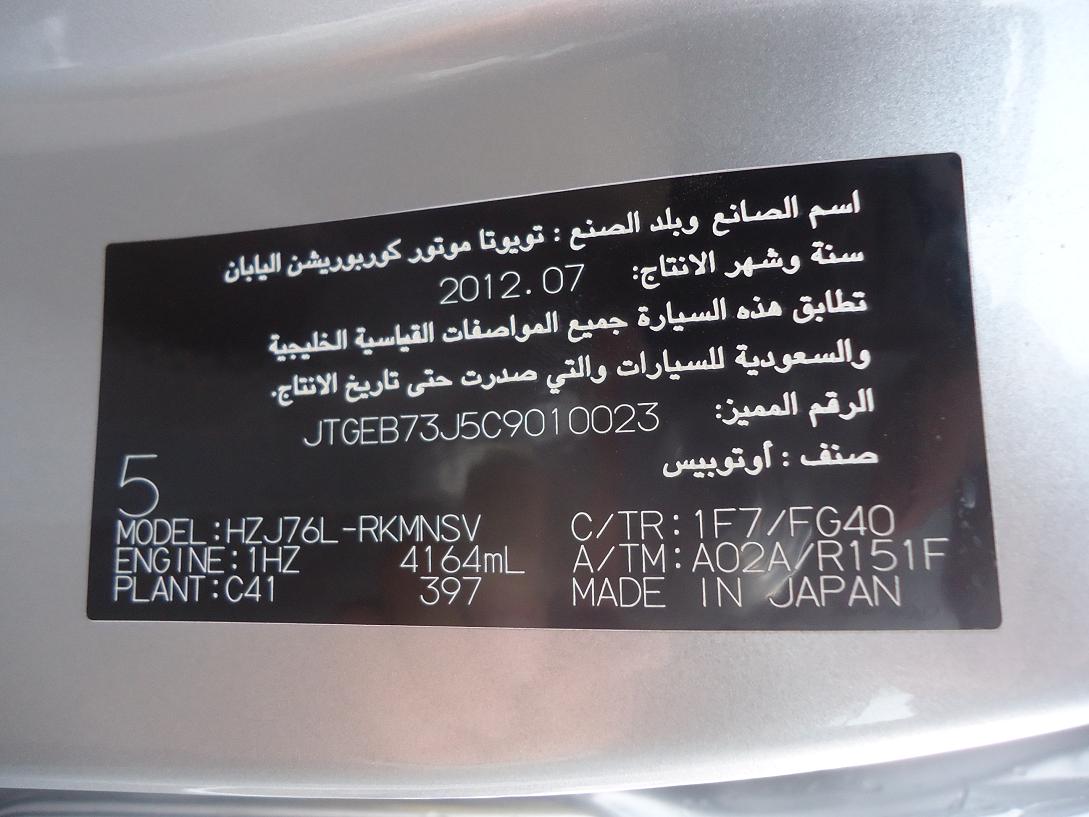 اسم الصانع وبلد الصنع : تويوتا موتور كوربوريشن اليابان
سنة وشهر الانتاج: 2012.07
تطابق هذه السيارة جميع المواصفات القياسية الخليجية
والسعودية للسيارات والتي صدرت حتى تاريخ الانتاج.
الرقم المميز: JTGEB73J5C9010023
صنف : أوتوبيس
5
MODEL:HZJ76L-RKMNSV C/TR:1F7/FG40
ENGINE:1HZ 4164mL A/TM:A02A/R151F
PLANT:C41 397 MADE IN JAPAN